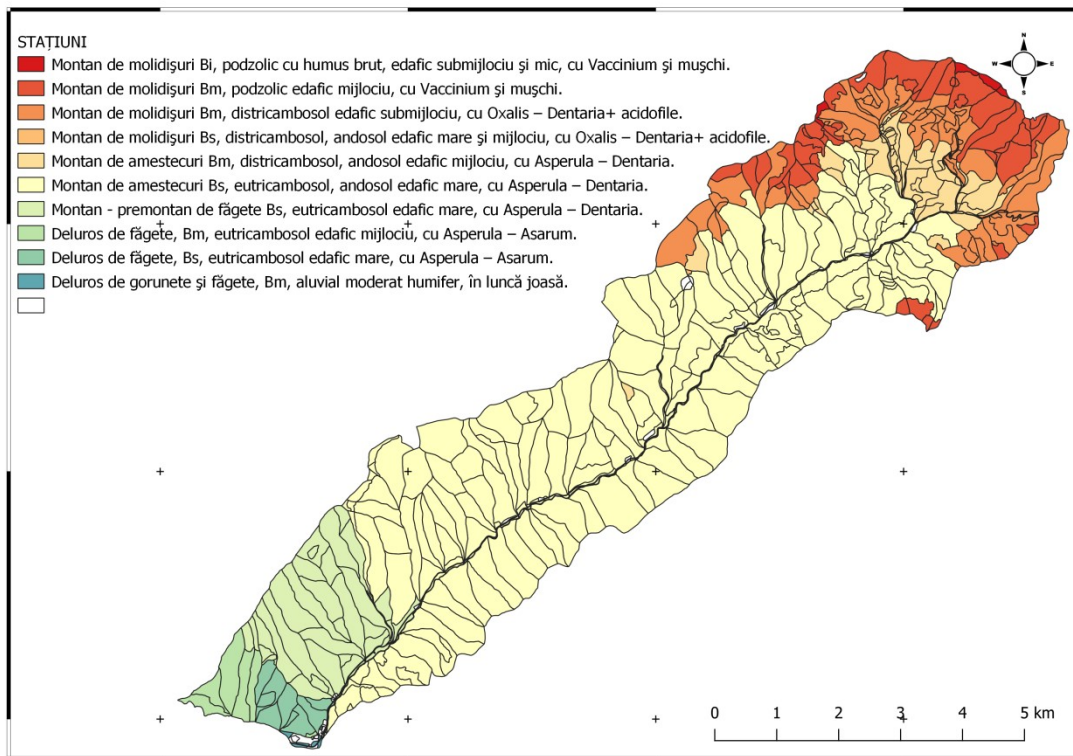 STAȚIUNI
Montan de molidișuri Bi, podzolic cu humus brut, edafic submijlociu și mic, cu Vaccinium și mușchi.
Montan de molidișuri Bm, podzolic edafic mijlociu, cu Vaccinium și mușchi.
Montan de molidișuri Bm, districambosol edafic submijlociu, cu Oxalis – Dentaria+ acidofile.
Montan de molidișuri Bs, districambosol, andosol edafic mare și mijlociu, cu Oxalis – Dentaria+ acidofile.
Montan de amestecuri Bm, districambosol, andosol edafic mijlociu, cu Asperula – Dentaria.
Montan de amestecuri Bs, eutricambosol, andosol edafic mare, cu Asperula – Dentaria.
Montan - premontan de făgete Bs, eutricambosol edafic mare, cu Asperula – Dentaria.
Deluros de făgete, Bm, eutricambosol edafic mijlociu, cu Asperula – Asarum.
Deluros de făgete, Bs, eutricambosol edafic mare, cu Asperula – Asarum.
Deluros de gorunete și făgete, Bm, aluvial moderat humifer, în luncă joasă.
N
W E
S
0 1 2 3 4 5 km